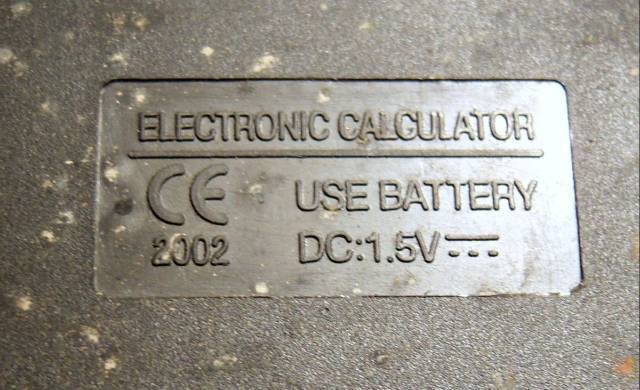 ELECTRONIC CALCULATOR
CE USE BATTERY
2002 DC:1.5V⎓